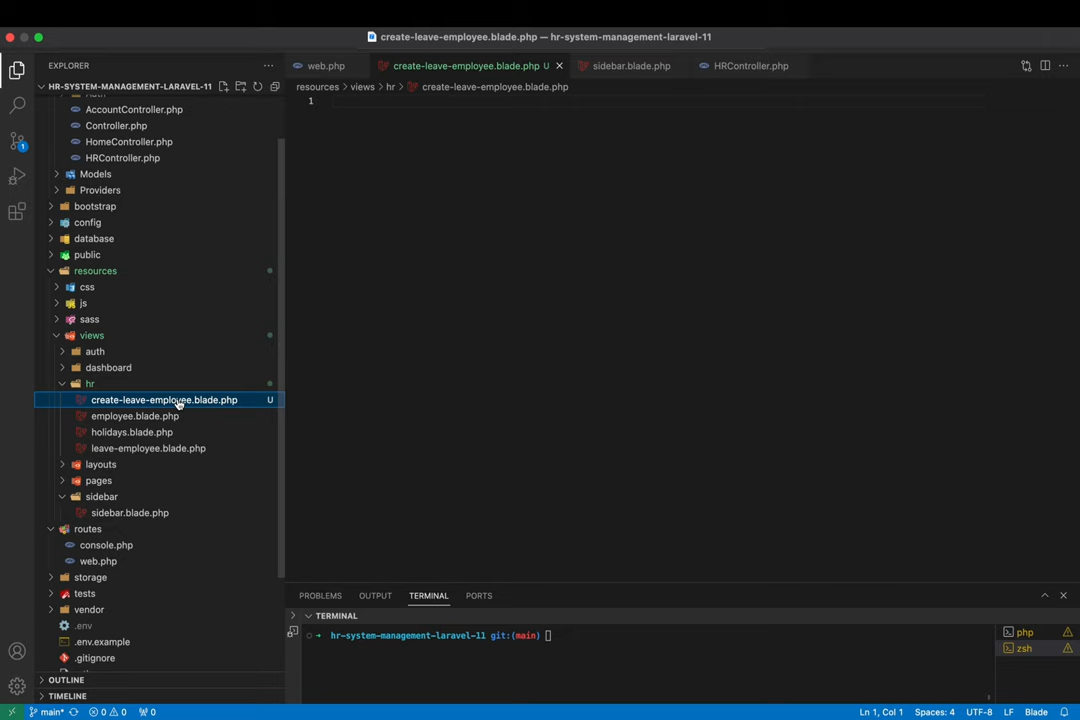 create-leave-employee.blade.php — hr-system-management-laravel-11
EXPLORER
web.php
create-leave-employee.blade.php U
sidebar.blade.php
HRController.php
HR-SYSTEM-MANAGEMENT-LARAVEL-11
resources > views > hr > create-leave-employee.blade.php
1
AccountController.php
Controller.php
HomeController.php
HRController.php
Models
Providers
bootstrap
config
database
public
resources
css
js
sass
views
auth
dashboard
hr
create-leave-employee.blade.php U
employee.blade.php
holidays.blade.php
leave-employee.blade.php
layouts
pages
sidebar
sidebar.blade.php
routes
console.php
web.php
storage
tests
vendor
.env
.env.example
.gitignore
OUTLINE
TIMELINE
1
PROBLEMS OUTPUT TERMINAL PORTS
TERMINAL
hr-system-management-laravel-11 git:(main)
php
zsh
main* 0 0 0
Ln 1, Col 1 Spaces: 4 UTF-8 LF Blade